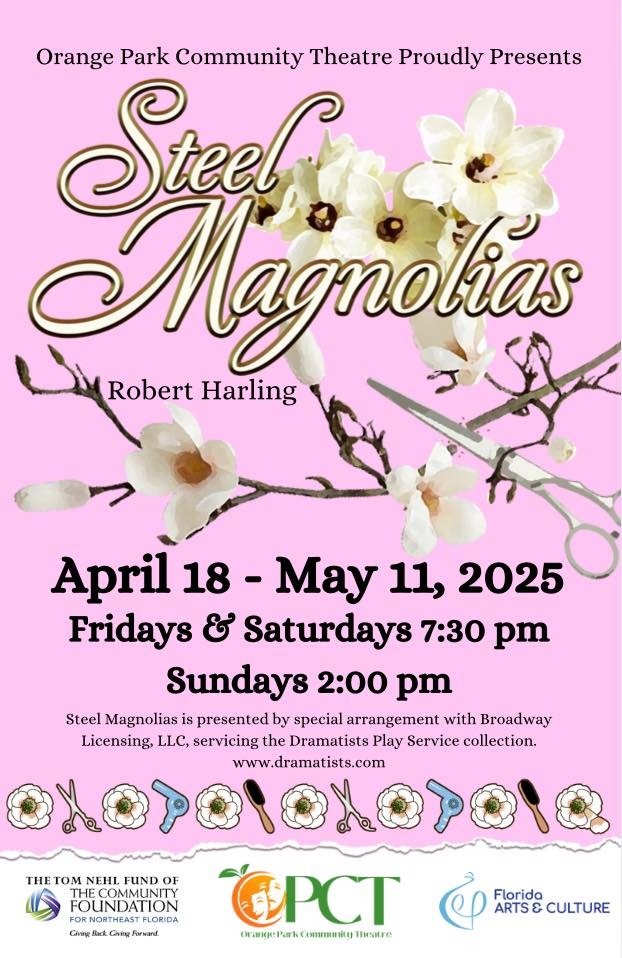 Orange Park Community Theatre Proudly Presents
Steel
Magnolias
Robert Harling
April 18 - May 11, 2025
Fridays & Saturdays 7:30 pm
Sundays 2:00 pm
Steel Magnolias is presented by special arrangement with Broadway
Licensing, LLC, servicing the Dramatists Play Service collection.
www.dramatists.com
THE TOM NEHL FUND OF
THE COMMUNITY
FOUNDATION
FOR NORTHEAST FLORIDA
Giving Back. Giving Forward.
OPCT
Orange Park Community Theatre
Florida
ARTS & CULTURE